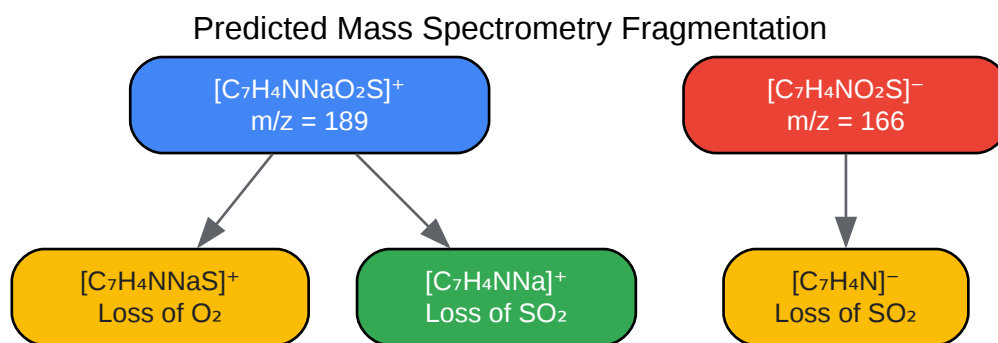 Predicted Mass Spectrometry Fragmentation
[C₇H₄NNaO₂S]⁺
m/z = 189
[C₇H₄NO₂S]⁻
m/z = 166
[C₇H₄NNaS]⁺
Loss of O₂
[C₇H₄NNa]⁺
Loss of SO₂
[C₇H₄N]⁻
Loss of SO₂